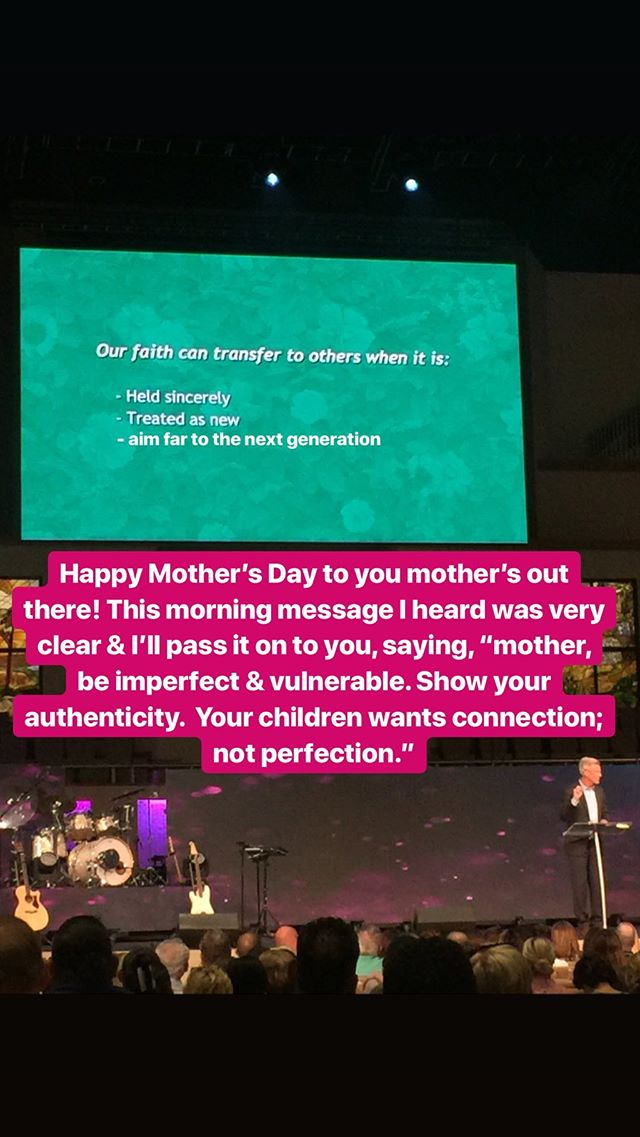 Our faith can transfer to others when it is:
- Held sincerely
- Treated as new
- aim far to the next generation
Happy Mother’s Day to you mother’s out
there! This morning message I heard was very
clear & I’ll pass it on to you, saying, “mother,
be imperfect & vulnerable. Show your
authenticity.  Your children wants connection;
not perfection.”